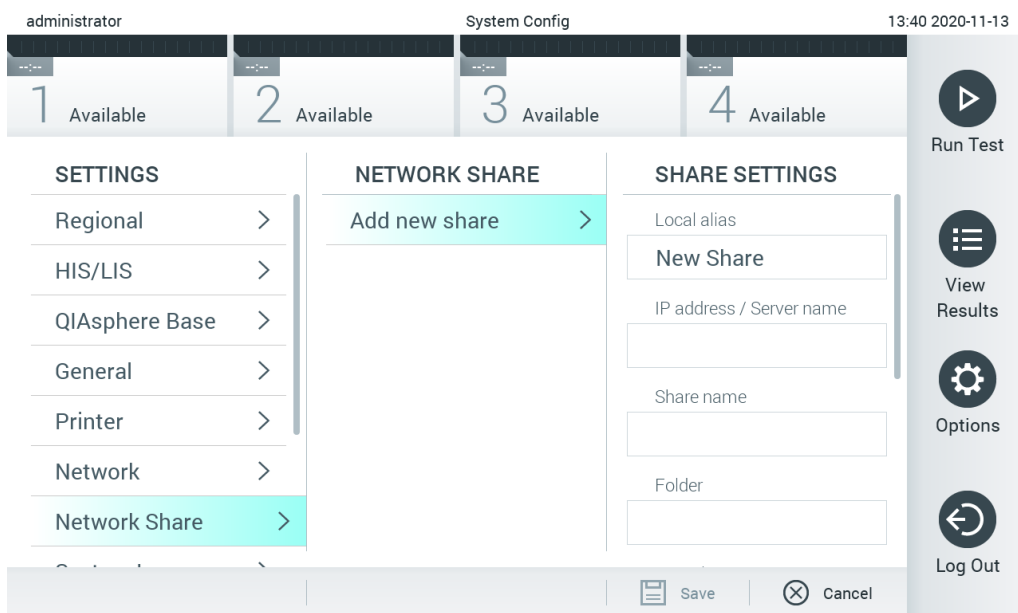 administrator System Config 13:40 2020-11-13
--:-- --:-- --:-- --:--
1 Available 2 Available 3 Available 4 Available
Run Test
SETTINGS
Regional
HIS/LIS
QIAsphere Base
General
Printer
Network
Network Share
NETWORK SHARE
Add new share
SHARE SETTINGS
Local alias
New Share
IP address / Server name
Share name
Folder
View
Results
Options
Log Out
Save Cancel